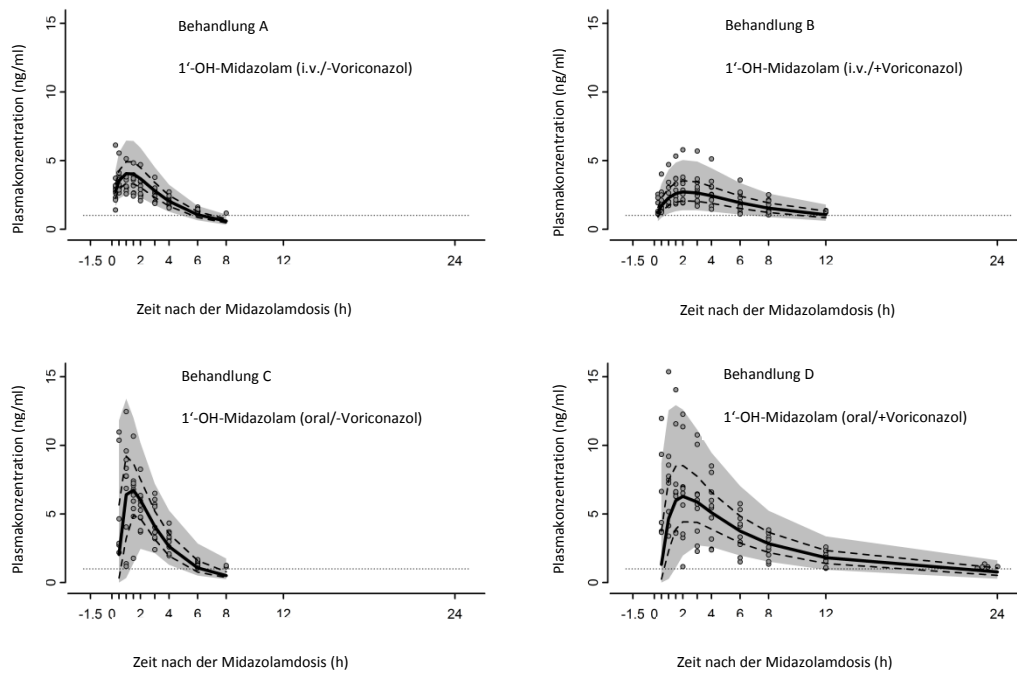 Behandlung A
1‘-OH-Midazolam (i.v./-Voriconazol)
Plasmakonzentration (ng/ml)
15
10
5
0
-1.5 0 2 4 6 8 12 24
Zeit nach der Midazolamdosis (h)
Behandlung B
1‘-OH-Midazolam (i.v./+Voriconazol)
Plasmakonzentration (ng/ml)
15
10
5
0
-1.5 0 2 4 6 8 12 24
Zeit nach der Midazolamdosis (h)
Behandlung C
1‘-OH-Midazolam (oral/-Voriconazol)
Plasmakonzentration (ng/ml)
15
10
5
0
-1.5 0 2 4 6 8 12 24
Zeit nach der Midazolamdosis (h)
Behandlung D
1‘-OH-Midazolam (oral/+Voriconazol)
Plasmakonzentration (ng/ml)
15
10
5
0
-1.5 0 2 4 6 8 12 24
Zeit nach der Midazolamdosis (h)